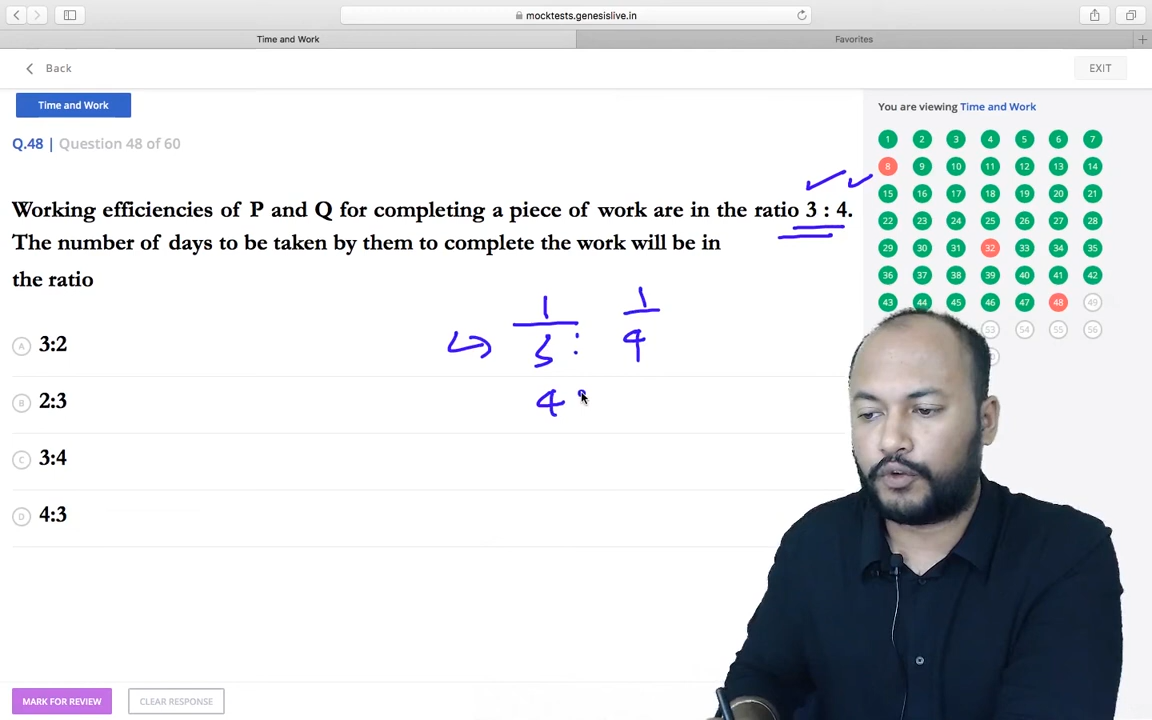 mocktests.genesislive.in
Time and Work
Favorites
Back
EXIT
Time and Work
You are viewing Time and Work
Q.48 | Question 48 of 60
1 2 3 4 5 6 7
8 9 10 11 12 13 14
15 16 17 18 19 20 21
22 23 24 25 26 27 28
29 30 31 32 33 34 35
36 37 38 39 40 41 42
43 44 45 46 47 48 49
53 54 55 56
Working efficiencies of P and Q for completing a piece of work are in the ratio 3 : 4.
The number of days to be taken by them to complete the work will be in
the ratio
1 1
3 : 4
4 :
A 3:2
B 2:3
C 3:4
D 4:3
MARK FOR REVIEW
CLEAR RESPONSE